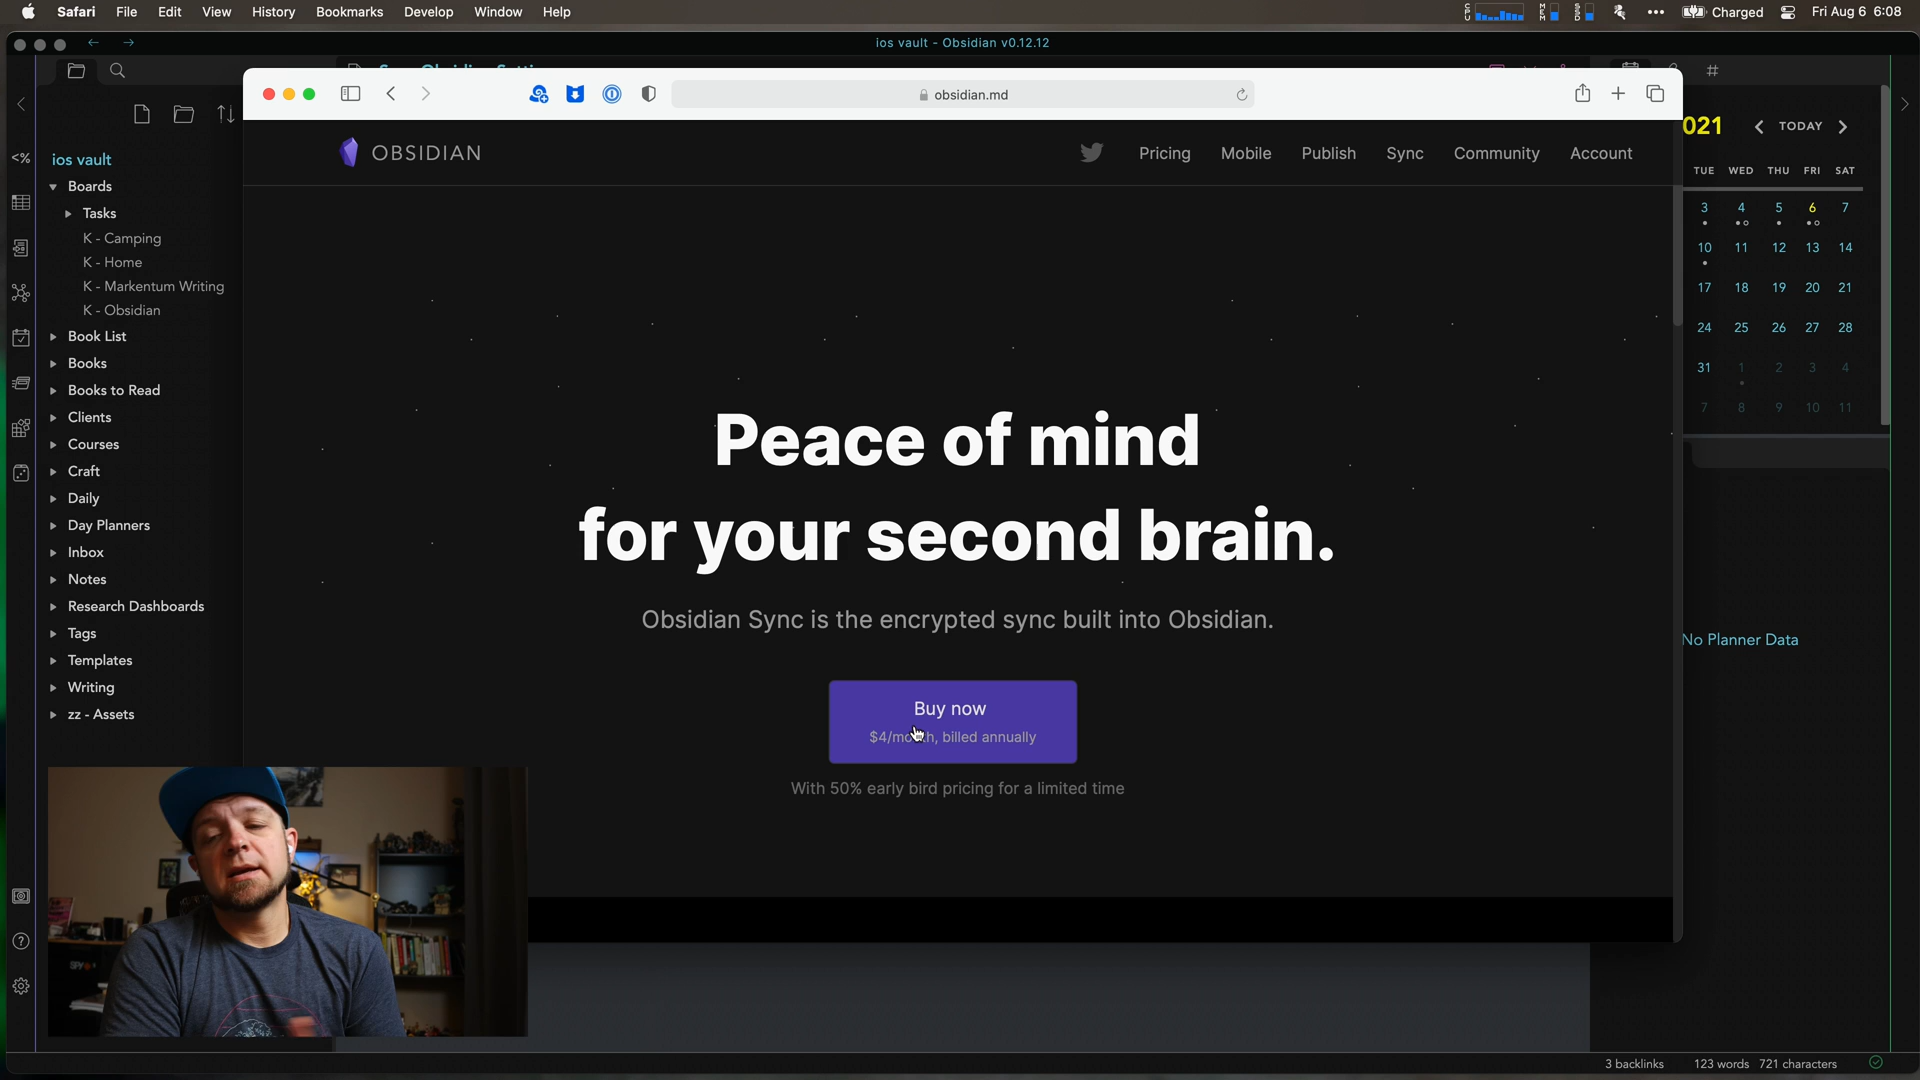 Safari File Edit View History Bookmarks Develop Window Help
CPU MEM SSD Charged Fri Aug 6 6:08
ios vault - Obsidian v0.12.12
obsidian.md
OBSIDIAN
Pricing Mobile Publish Sync Community Account
021 TODAY
TUE WED THU FRI SAT
3 4 5 6 7
10 11 12 13 14
17 18 19 20 21
24 25 26 27 28
31 1 2 3 4
7 8 9 10 11
<%
ios vault
Boards
Tasks
K - Camping
K - Home
K - Markentum Writing
K - Obsidian
Book List
Books
Books to Read
Clients
Courses
Craft
Daily
Day Planners
Inbox
Notes
Research Dashboards
Tags
Templates
Writing
zz - Assets
Peace of mind
for your second brain.
Obsidian Sync is the encrypted sync built into Obsidian.
Buy now
$4/month, billed annually
With 50% early bird pricing for a limited time
No Planner Data
3 backlinks 123 words 721 characters